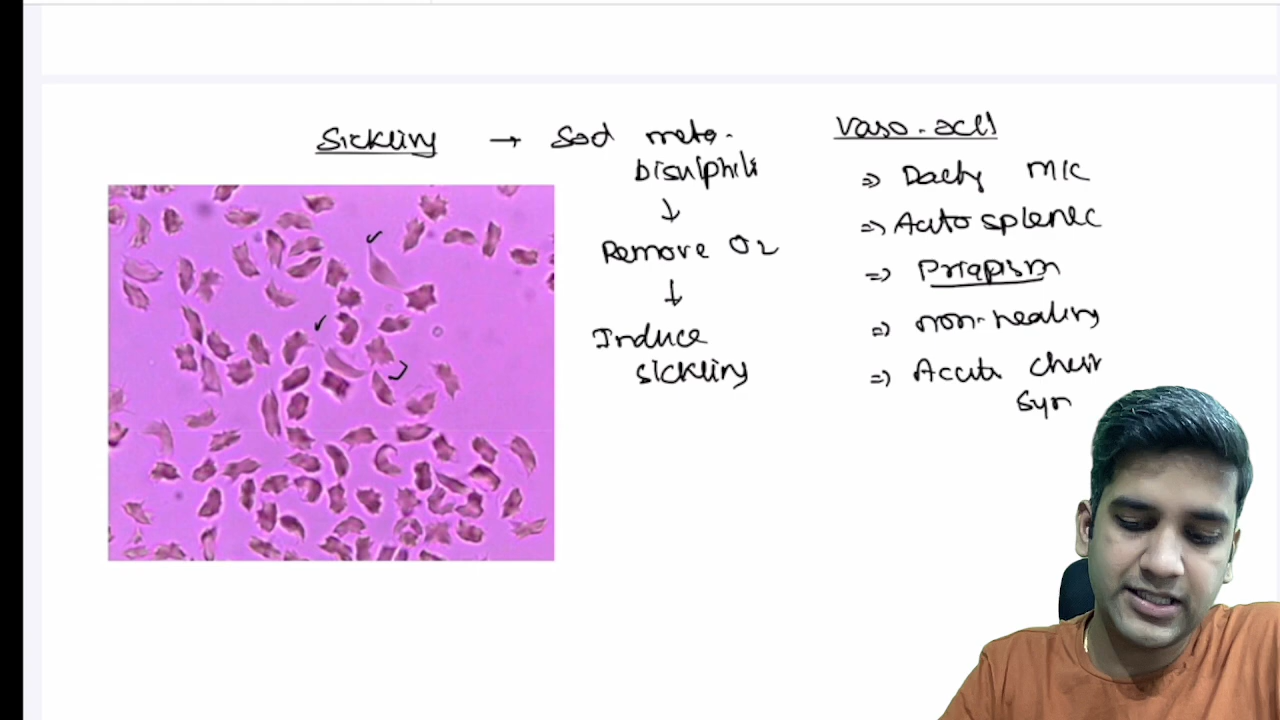 Sickling → Sod meta-
bisulphite
↓
Remove O2
↓
Induce
sickling
Vaso-occl
⇒ Dacty mic
⇒ Auto splenec
⇒ Priapism
⇒ non-healing
⇒ Acute chest
Syn